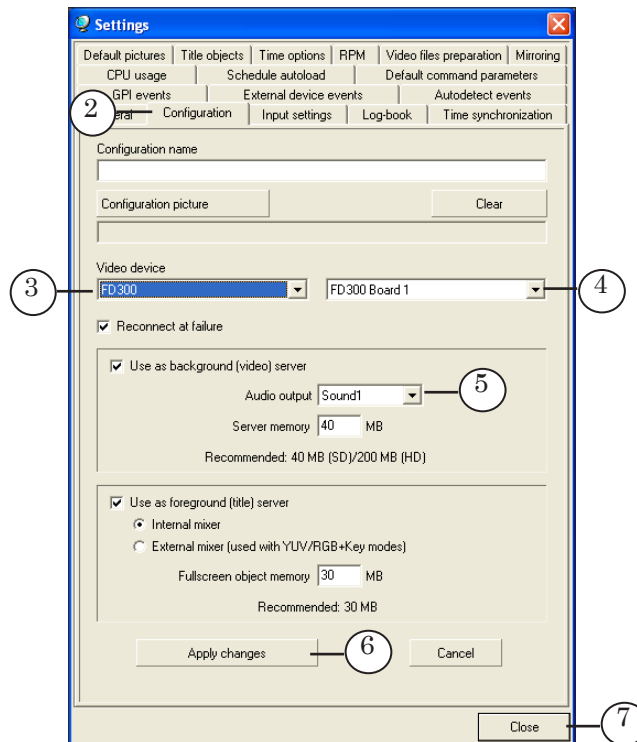 Settings
Default pictures Title objects Time options RPM Video files preparation Mirroring
CPU usage Schedule autoload Default command parameters
GPI events External device events Autodetect events
2 Configuration Input settings Log-book Time synchronization
Configuration name
Configuration picture Clear
Video device
3 FD300 FD300 Board 1 4
Reconnect at failure
Use as background (video) server
Audio output Sound1 5
Server memory 40 MB
Recommended: 40 MB (SD)/200 MB (HD)
Use as foreground (title) server
Internal mixer
External mixer (used with YUV/RGB+Key modes)
Fullscreen object memory 30 MB
Recommended: 30 MB
Apply changes 6 Cancel
Close 7